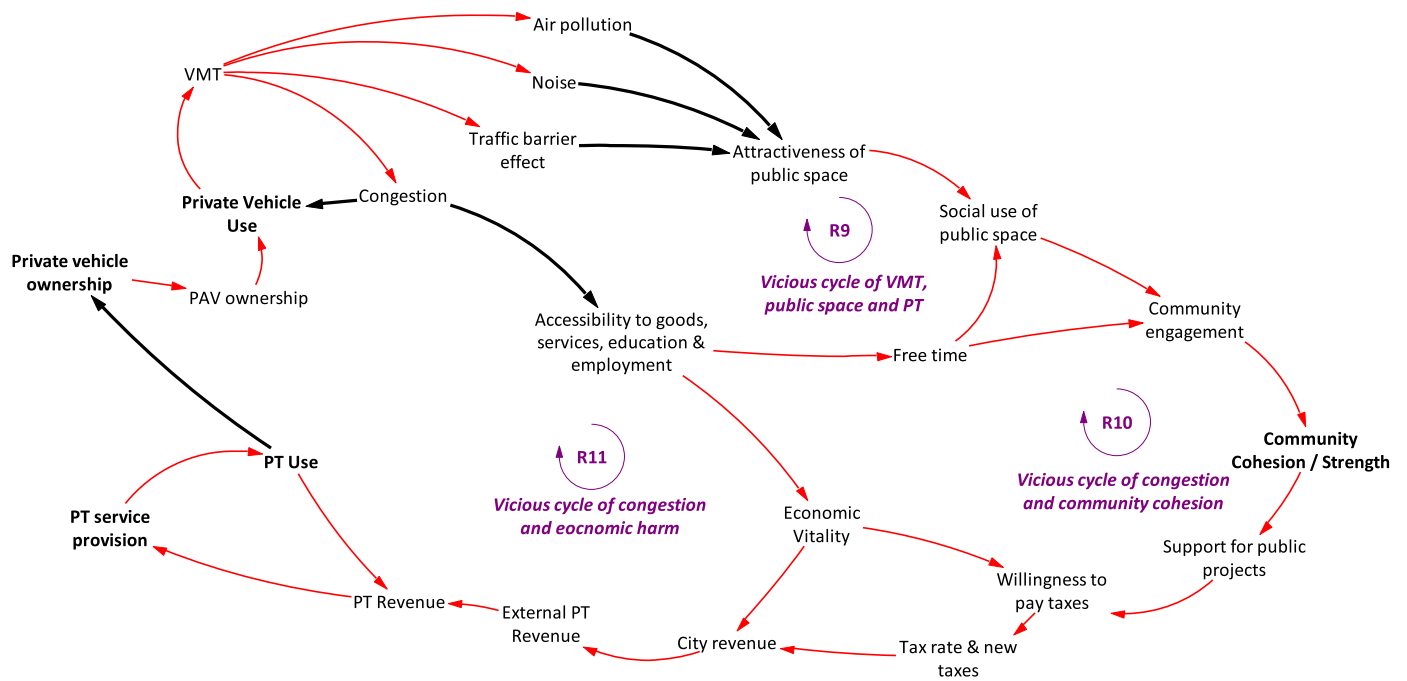 Air pollution
VMT
Noise
Traffic barrier
effect
Attractiveness of
public space
Congestion
Private Vehicle
Use
Social use of
public space
R9
Private vehicle
ownership
PAV ownership
Vicious cycle of VMT,
public space and PT
Community
engagement
Accessibility to goods,
services, education &
employment
Free time
R10
Community
Cohesion / Strength
R11
PT Use
Vicious cycle of congestion
and community cohesion
Vicious cycle of congestion
and eocnomic harm
PT service
provision
Economic
Vitality
Support for public
projects
Willingness to
pay taxes
PT Revenue
External PT
Revenue
City revenue
Tax rate & new
taxes